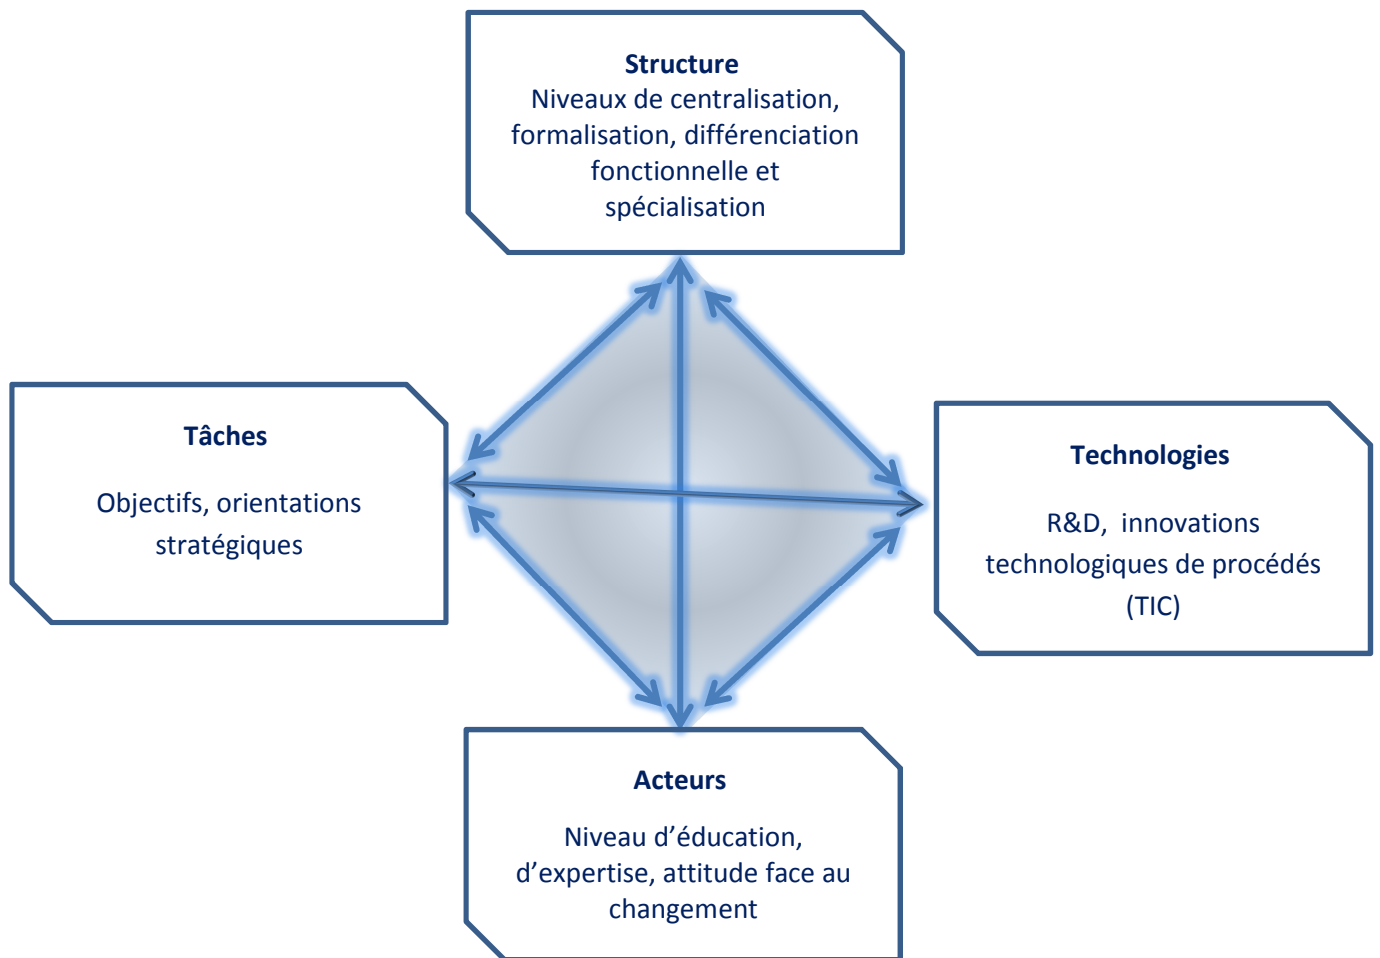 Structure
Niveaux de centralisation,
formalisation, différenciation
fonctionnelle et
spécialisation
Tâches
Objectifs, orientations
stratégiques
Technologies
R&D, innovations
technologiques de procédés
(TIC)
Acteurs
Niveau d’éducation,
d’expertise, attitude face au
changement